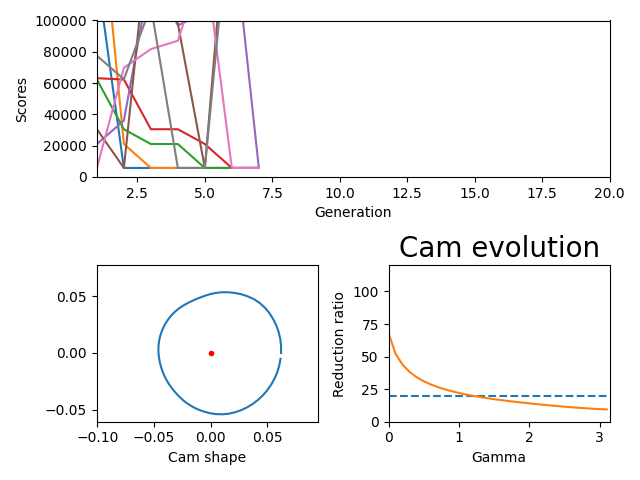 100000
80000
60000
40000
20000
0
Scores
2.5 5.0 7.5 10.0 12.5 15.0 17.5 20.0
Generation
Cam evolution
0.05
0.00
−0.05
−0.10 −0.05 0.00 0.05
Cam shape
100
75
50
25
0
Reduction ratio
0 1 2 3
Gamma